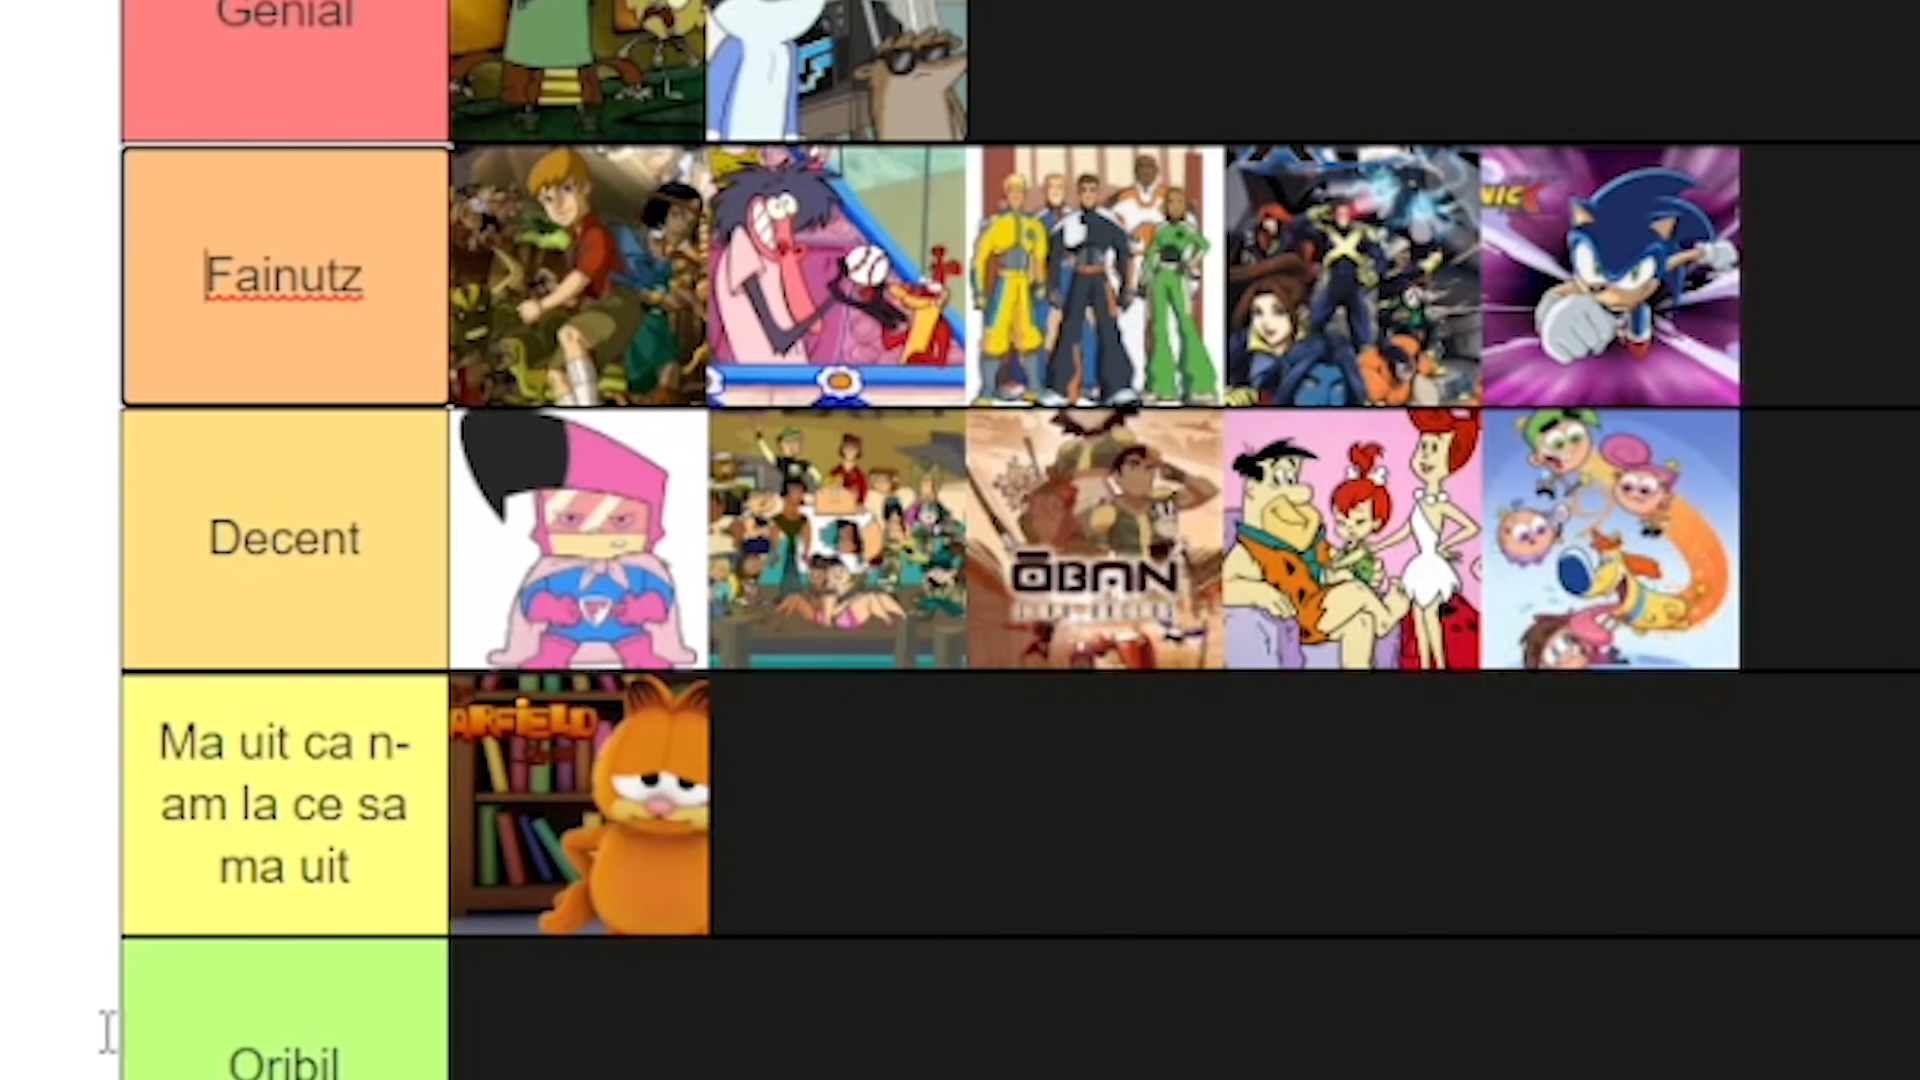 Genial
Fainutz
NIC X
Decent
ŌBAN
Ma uit ca n-
am la ce sa
ma uit
ARFIELD
Oribil